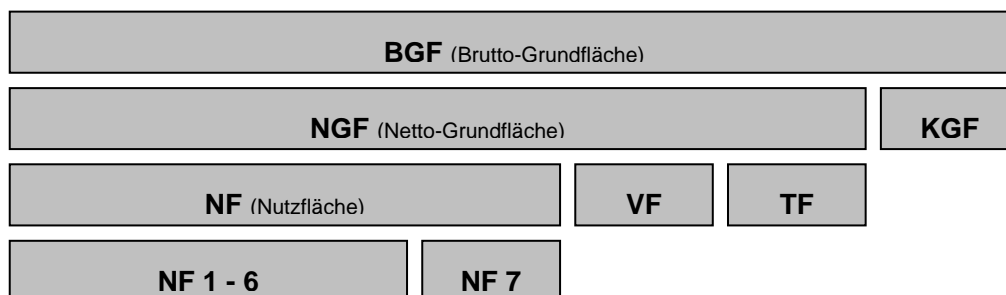 BGF (Brutto-Grundfläche)
NGF (Netto-Grundfläche) KGF
NF (Nutzfläche) VF TF
NF 1 - 6 NF 7